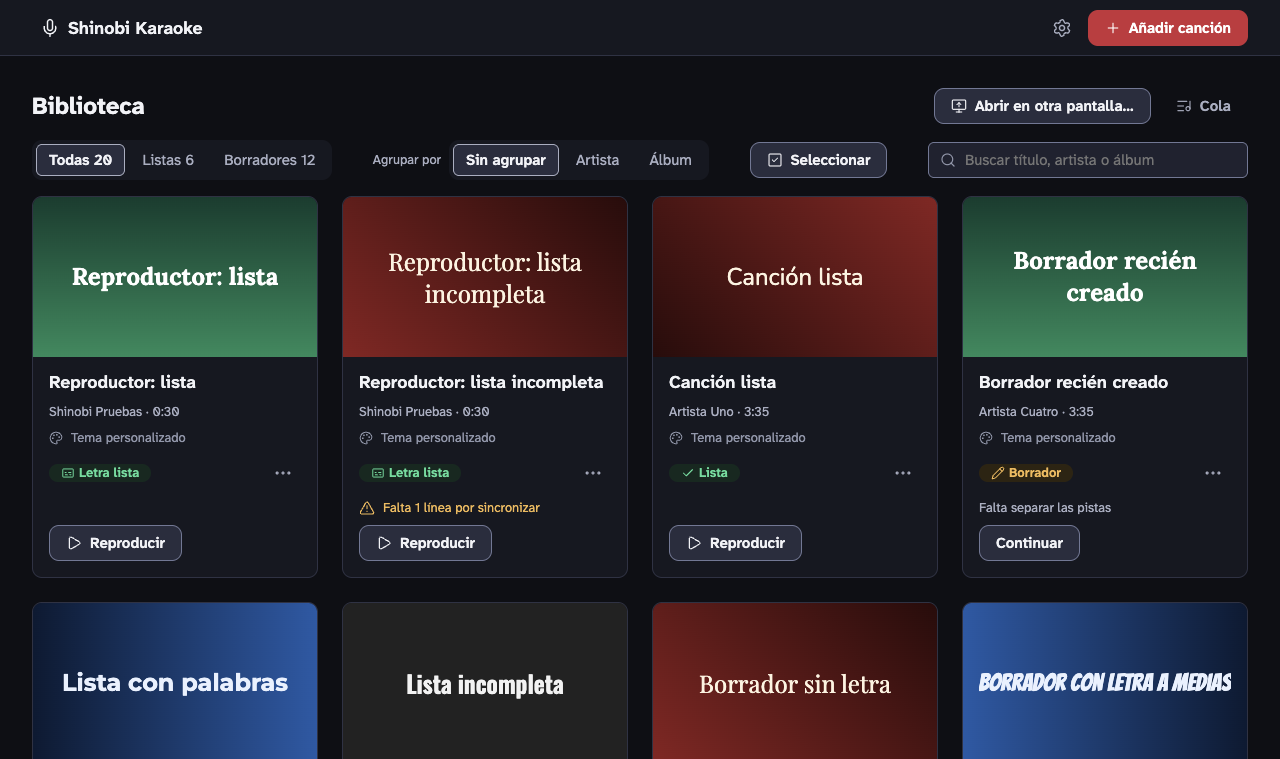 Shinobi Karaoke
Añadir canción
Biblioteca
Abrir en otra pantalla...
Cola
Todas 20
Listas 6
Borradores 12
Agrupar por
Sin agrupar
Artista
Álbum
Seleccionar
Buscar título, artista o álbum
Reproductor: lista
Reproductor: lista
Shinobi Pruebas · 0:30
Tema personalizado
Letra lista
Reproducir
Reproductor: lista
incompleta
Reproductor: lista incompleta
Shinobi Pruebas · 0:30
Tema personalizado
Letra lista
Falta 1 línea por sincronizar
Reproducir
Canción lista
Canción lista
Artista Uno · 3:35
Tema personalizado
Lista
Reproducir
Borrador recién
creado
Borrador recién creado
Artista Cuatro · 3:35
Tema personalizado
Borrador
Falta separar las pistas
Continuar
Lista con palabras
Lista incompleta
Borrador sin letra
BORRADOR CON LETRA A MEDIAS